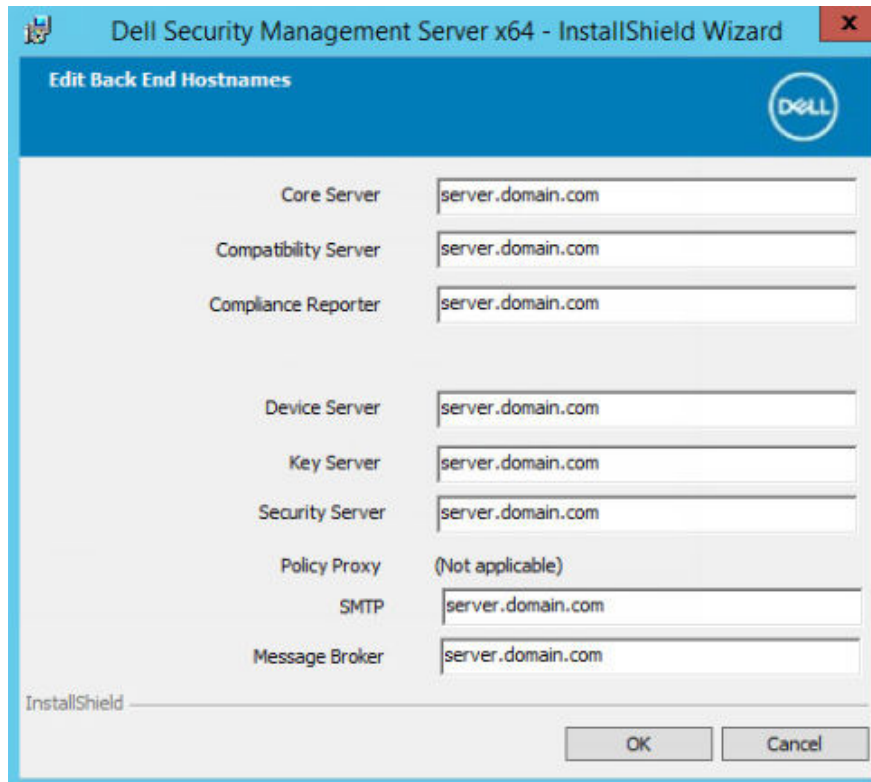 Dell Security Management Server x64 - InstallShield Wizard
x
Edit Back End Hostnames
DELL
Core Server server.domain.com
Compatibility Server server.domain.com
Compliance Reporter server.domain.com
Device Server server.domain.com
Key Server server.domain.com
Security Server server.domain.com
Policy Proxy (Not applicable)
SMTP server.domain.com
Message Broker server.domain.com
InstallShield
OK Cancel